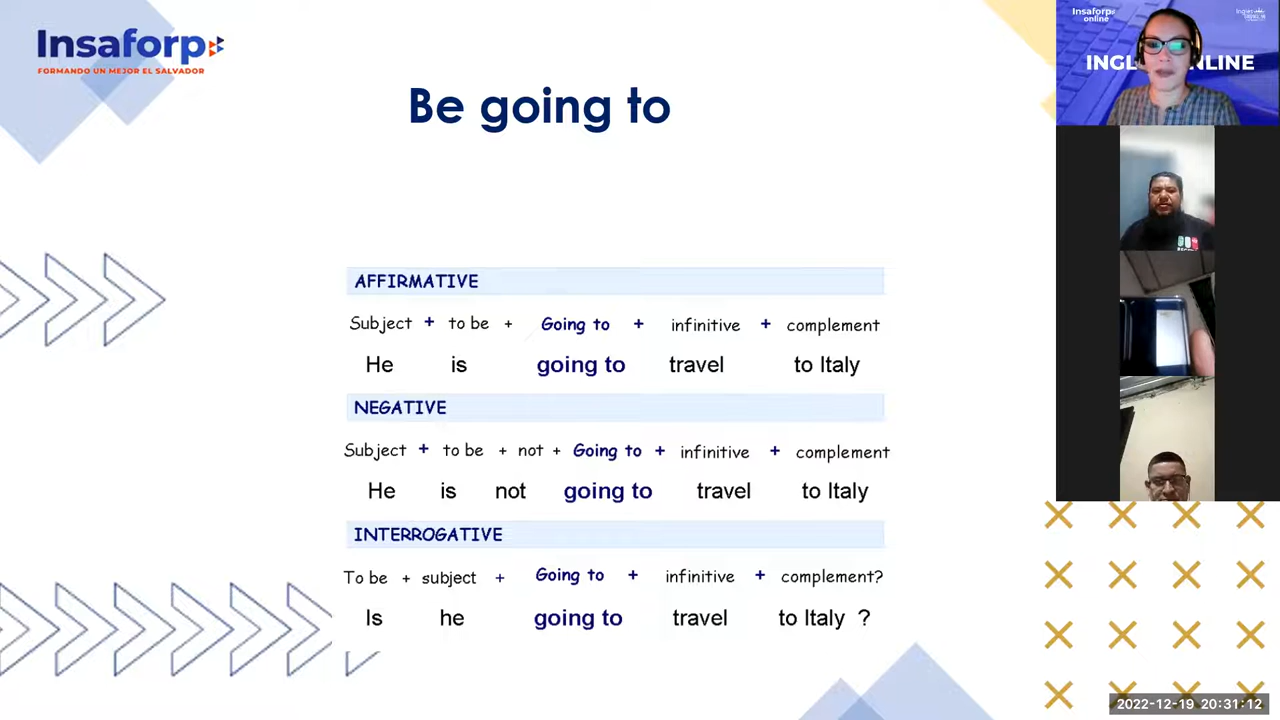 Insaforp
FORMANDO UN MEJOR EL SALVADOR
Be going to
AFFIRMATIVE
Subject + to be + Going to + infinitive + complement
He is going to travel to Italy
NEGATIVE
Subject + to be + not + Going to + infinitive + complement
He is not going to travel to Italy
INTERROGATIVE
To be + subject + Going to + infinitive + complement?
Is he going to travel to Italy ?
Insaforp
online
2022-12-19 20:31:12